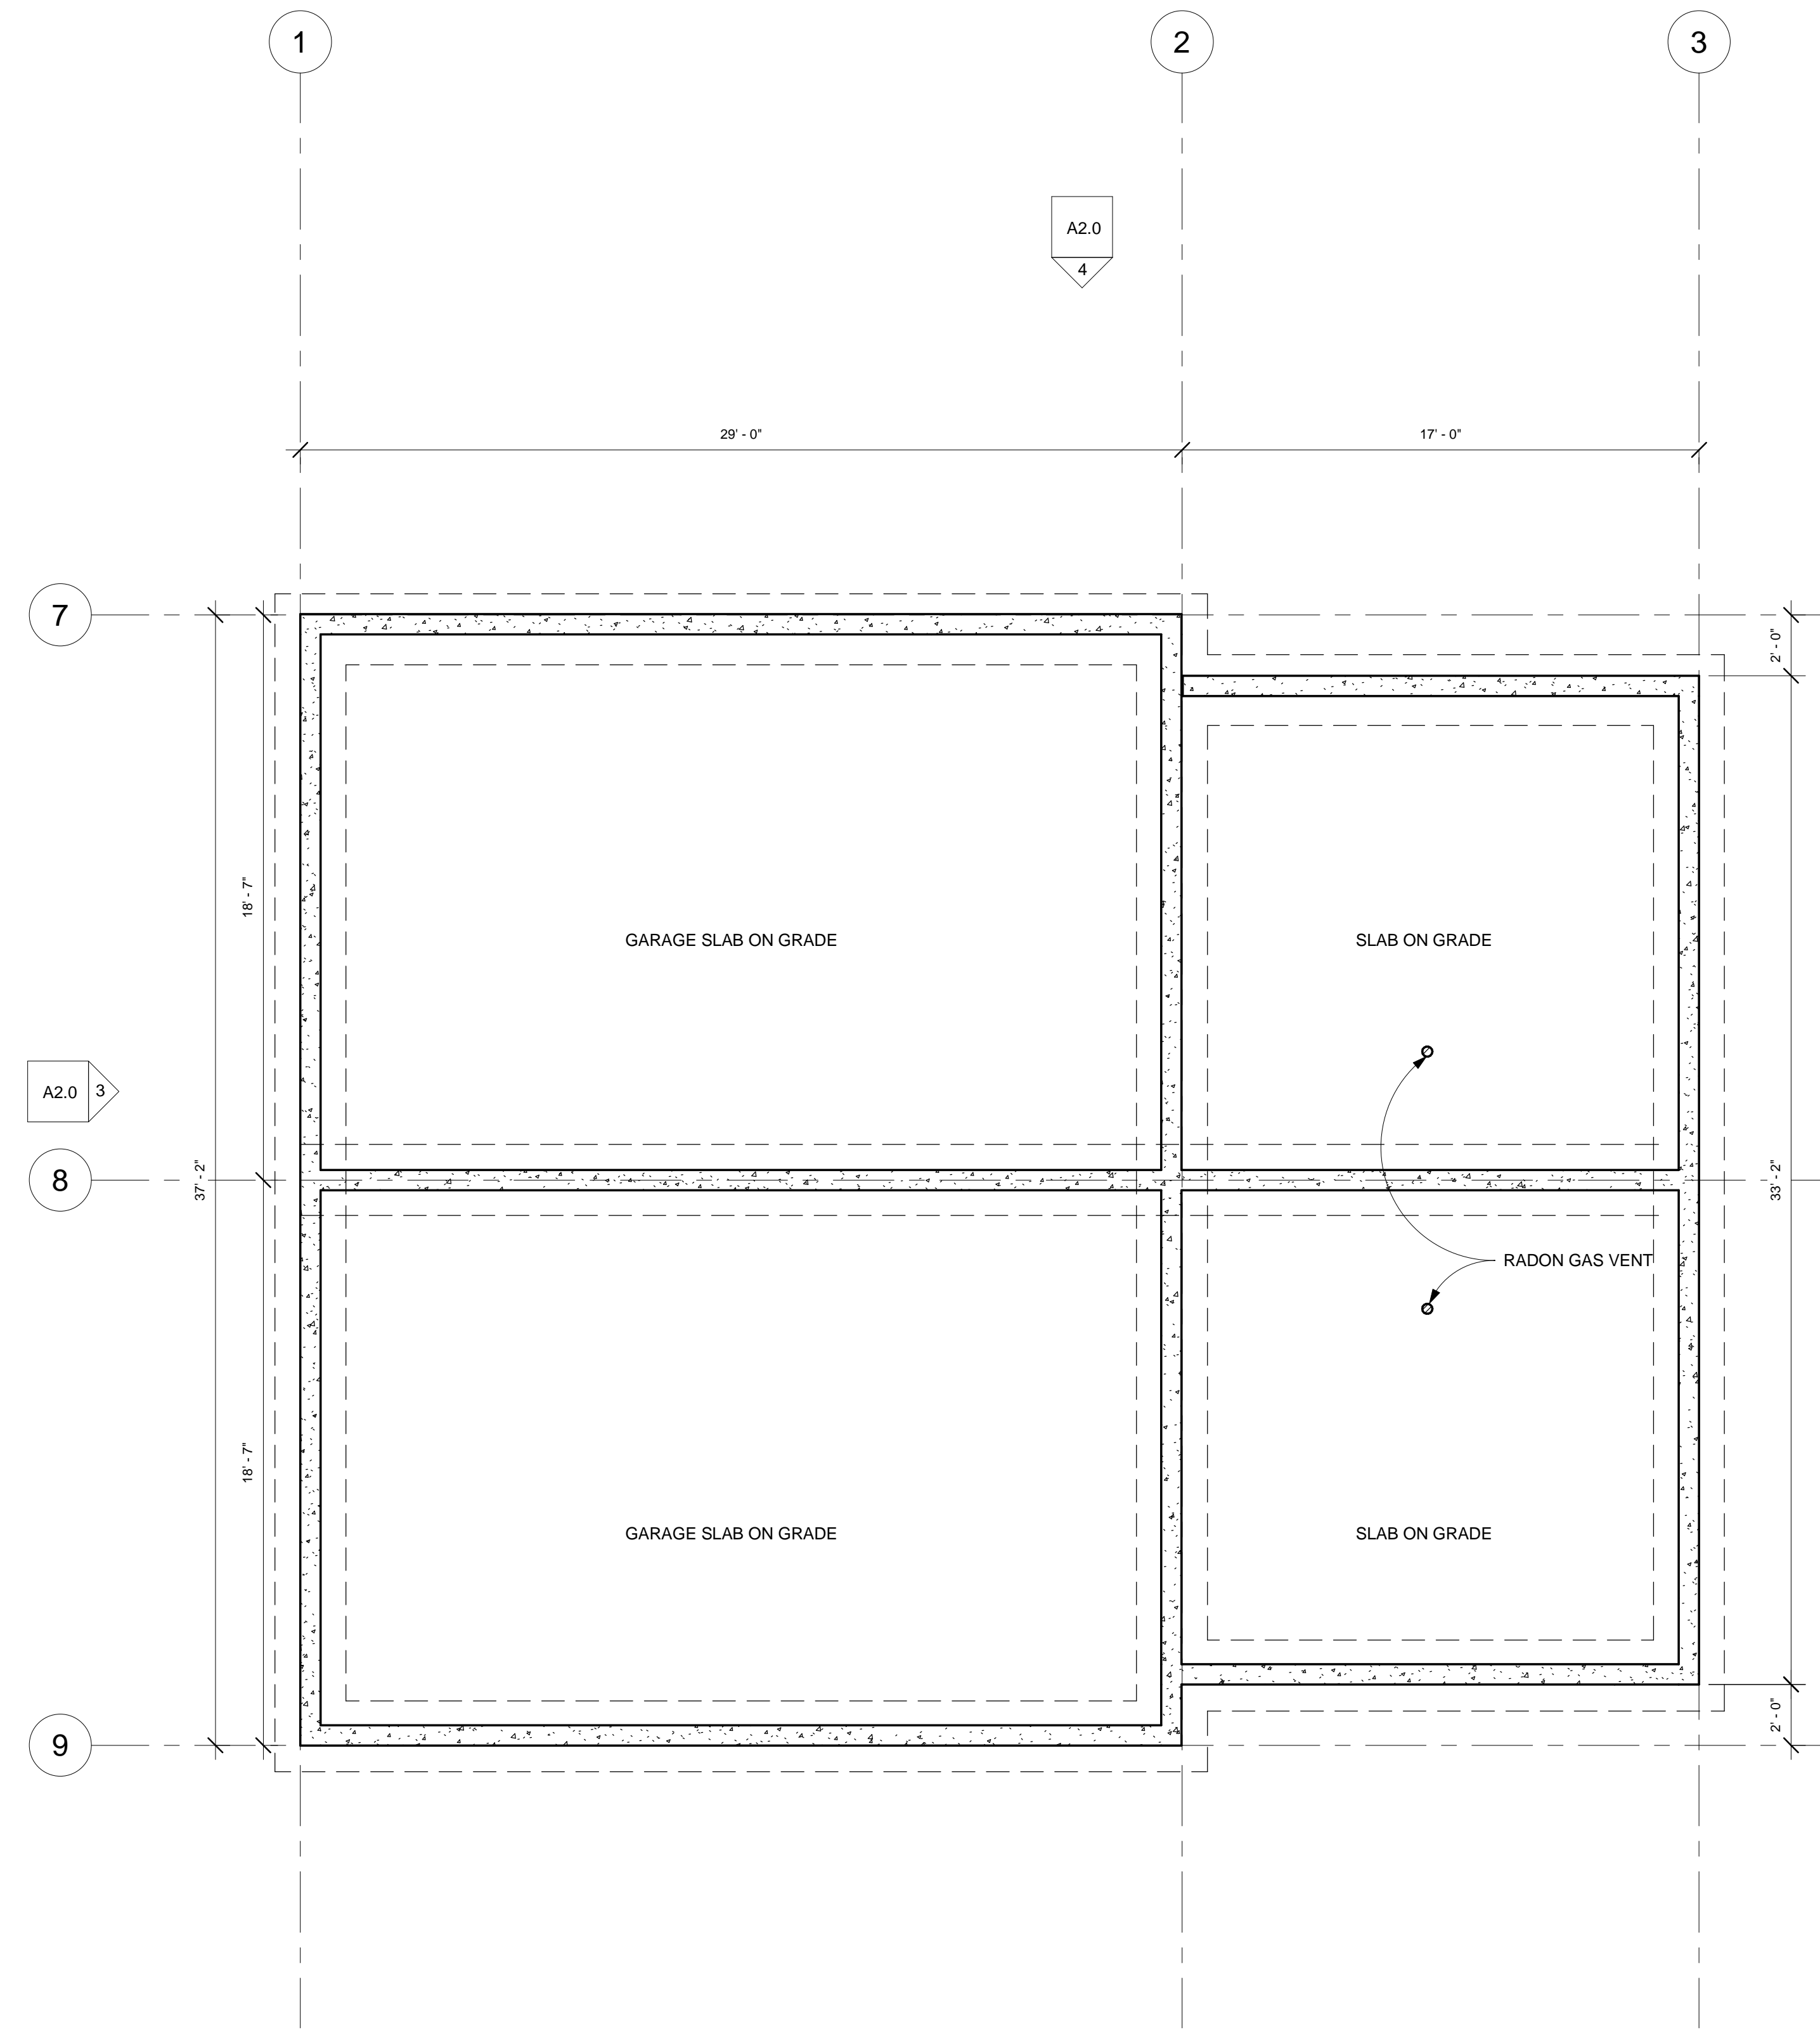 1
2
3
A2.0
4
29' - 0"
17' - 0"
7
2' - 0"
18' - 7"
GARAGE SLAB ON GRADE
SLAB ON GRADE
A2.0
3
8
37' - 2"
33' - 2"
RADON GAS VENT
18' - 7"
GARAGE SLAB ON GRADE
SLAB ON GRADE
2' - 0"
9